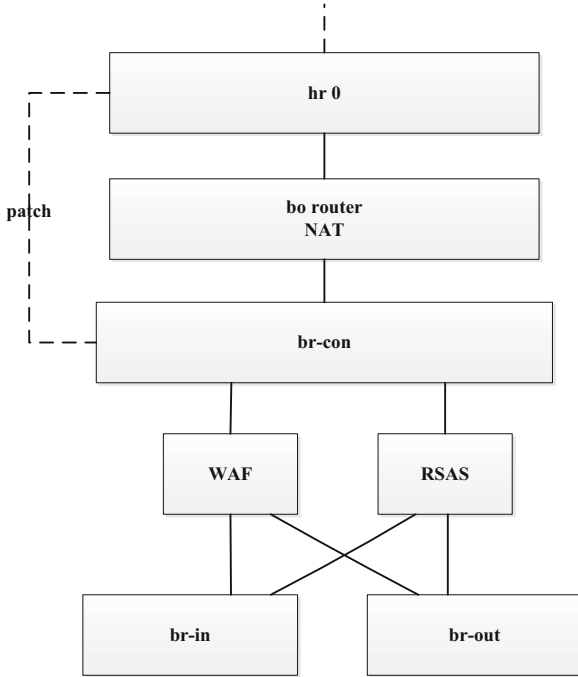 hr 0
bo router
NAT
patch
br-con
WAF
RSAS
br-in
br-out